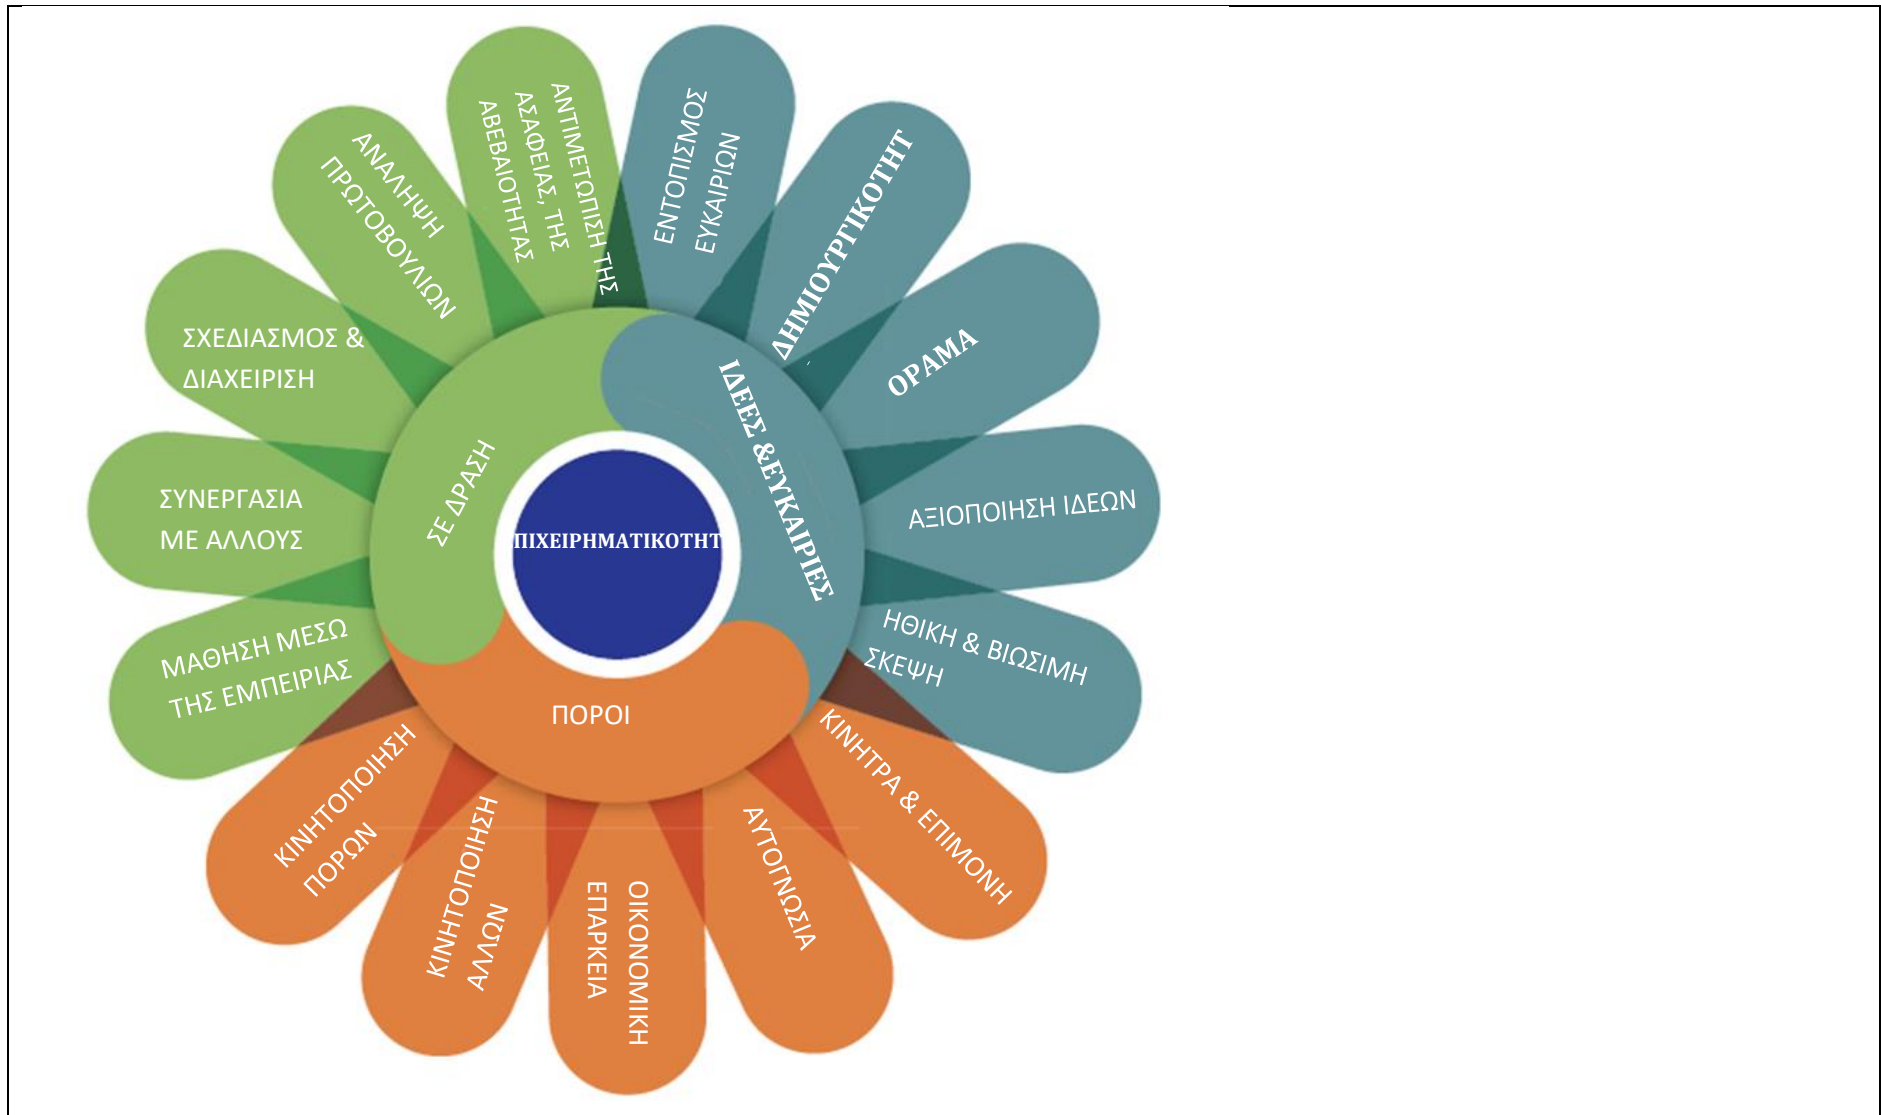 ΑΝΤΙΜΕΤΩΠΙΣΗ ΤΗΣ
ΑΣΑΦΕΙΑΣ, ΤΗΣ
ΑΒΕΒΑΙΟΤΗΤΑΣ
ΕΝΤΟΠΙΣΜΟΣ
ΕΥΚΑΙΡΙΩΝ
ΔΗΜΙΟΥΡΓΙΚΟΤΗΤ
ΟΡΑΜΑ
ΑΞΙΟΠΟΙΗΣΗ ΙΔΕΩΝ
ΗΘΙΚΗ & ΒΙΩΣΙΜΗ
ΣΚΕΨΗ
ΚΙΝΗΤΡΑ & ΕΠΙΜΟΝΗ
ΑΥΤΟΓΝΩΣΙΑ
ΟΙΚΟΝΟΜΙΚΗ
ΕΠΑΡΚΕΙΑ
ΚΙΝΗΤΟΠΟΙΗΣΗ
ΑΛΛΩΝ
ΚΙΝΗΤΟΠΟΙΗΣΗ
ΠΟΡΩΝ
ΜΑΘΗΣΗ ΜΕΣΩ
ΤΗΣ ΕΜΠΕΙΡΙΑΣ
ΣΥΝΕΡΓΑΣΙΑ
ΜΕ ΑΛΛΟΥΣ
ΣΧΕΔΙΑΣΜΟΣ &
ΔΙΑΧΕΙΡΙΣΗ
ΑΝΑΛΗΨΗ
ΠΡΩΤΟΒΟΥΛΙΩΝ
ΣΕ ΔΡΑΣΗ
ΙΔΕΕΣ &ΕΥΚΑΙΡΙΕΣ
ΠΟΡΟΙ
ΠΙΧΕΙΡΗΜΑΤΙΚΟΤΗΤ